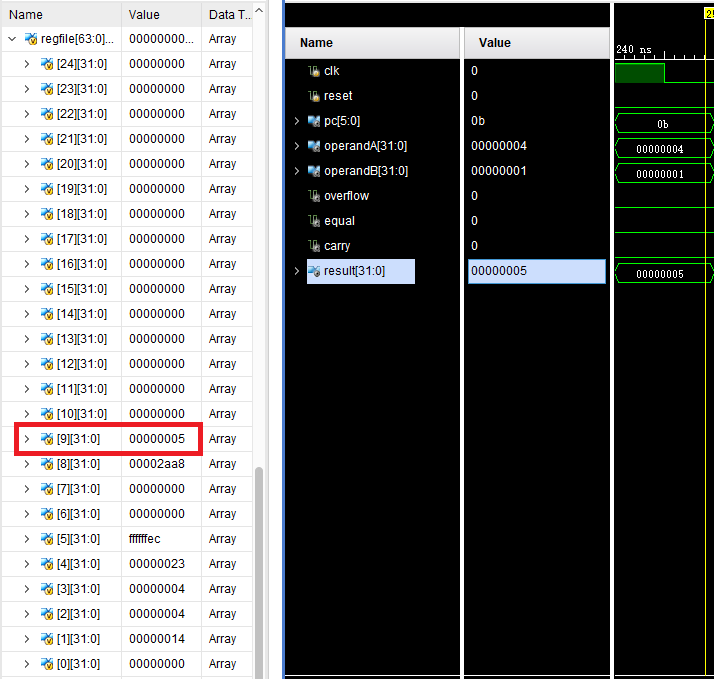 Name Value Data T...
regfile[63:0]... 00000000... Array
[24][31:0] 00000000 Array
[23][31:0] 00000000 Array
[22][31:0] 00000000 Array
[21][31:0] 00000000 Array
[20][31:0] 00000000 Array
[19][31:0] 00000000 Array
[18][31:0] 00000000 Array
[17][31:0] 00000000 Array
[16][31:0] 00000000 Array
[15][31:0] 00000000 Array
[14][31:0] 00000000 Array
[13][31:0] 00000000 Array
[12][31:0] 00000000 Array
[11][31:0] 00000000 Array
[10][31:0] 00000000 Array
[9][31:0] 00000005 Array
[8][31:0] 00002aa8 Array
[7][31:0] 00000000 Array
[6][31:0] 00000000 Array
[5][31:0] ffffffec Array
[4][31:0] 00000023 Array
[3][31:0] 00000004 Array
[2][31:0] 00000004 Array
[1][31:0] 00000014 Array
[0][31:0] 00000000 Array
Name Value
240 ns
clk 0
reset 0
pc[5:0] 0b 0b
operandA[31:0] 00000004 00000004
operandB[31:0] 00000001 00000001
overflow 0
equal 0
carry 0
result[31:0] 00000005 00000005